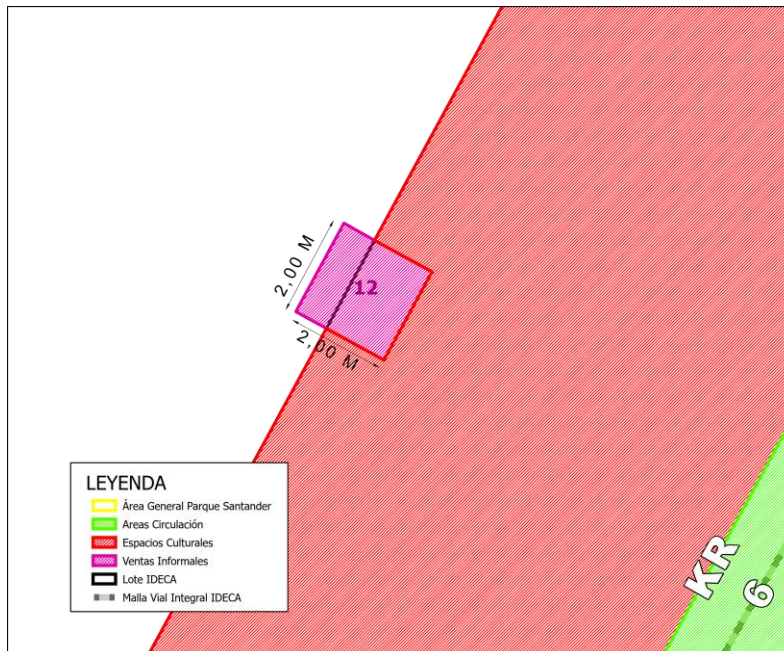 12
2,00 M
2,00 M
LEYENDA
Área General Parque Santander
Areas Circulación
Espacios Culturales
Ventas Informales
Lote IDECA
Malla Vial Integral IDECA
KR
6